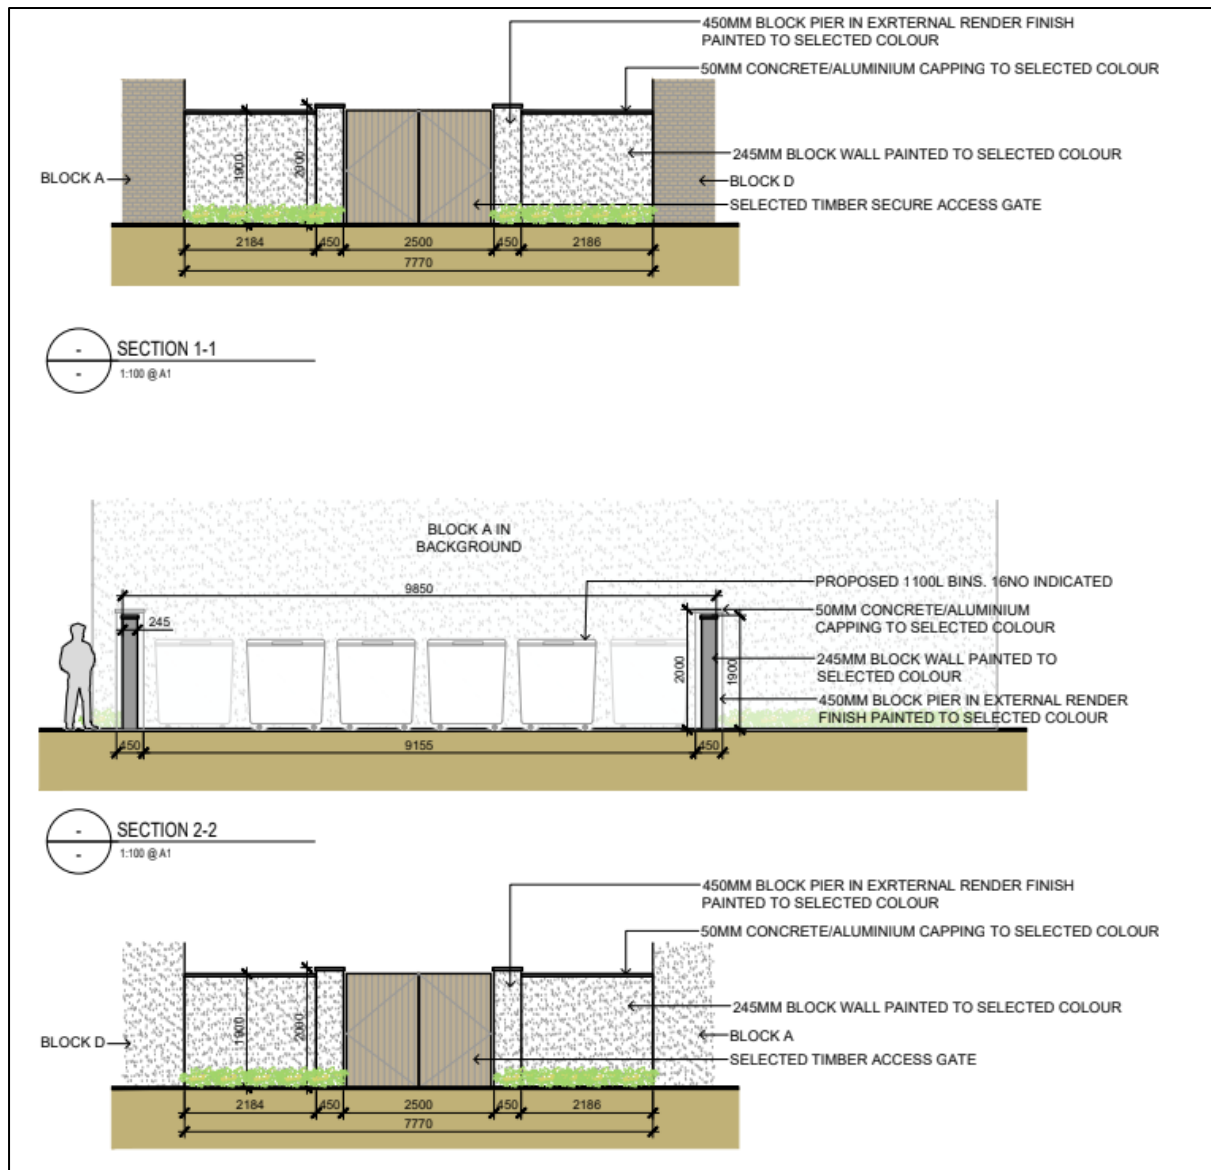 450MM BLOCK PIER IN EXRTERNAL RENDER FINISH
PAINTED TO SELECTED COLOUR
50MM CONCRETE/ALUMINIUM CAPPING TO SELECTED COLOUR
245MM BLOCK WALL PAINTED TO SELECTED COLOUR
BLOCK A
BLOCK D
SELECTED TIMBER SECURE ACCESS GATE
1900
2000
2184
450
2500
450
2186
7770
-
SECTION 1-1
-
1:100 @ A1
BLOCK A IN
BACKGROUND
9850
PROPOSED 1100L BINS. 16NO INDICATED
50MM CONCRETE/ALUMINIUM
CAPPING TO SELECTED COLOUR
245
245MM BLOCK WALL PAINTED TO
SELECTED COLOUR
2000
1900
450MM BLOCK PIER IN EXTERNAL RENDER
FINISH PAINTED TO SELECTED COLOUR
450
9155
450
-
SECTION 2-2
-
1:100 @ A1
450MM BLOCK PIER IN EXRTERNAL RENDER FINISH
PAINTED TO SELECTED COLOUR
50MM CONCRETE/ALUMINIUM CAPPING TO SELECTED COLOUR
245MM BLOCK WALL PAINTED TO SELECTED COLOUR
BLOCK D
BLOCK A
SELECTED TIMBER ACCESS GATE
1900
2000
2184
450
2500
450
2186
7770